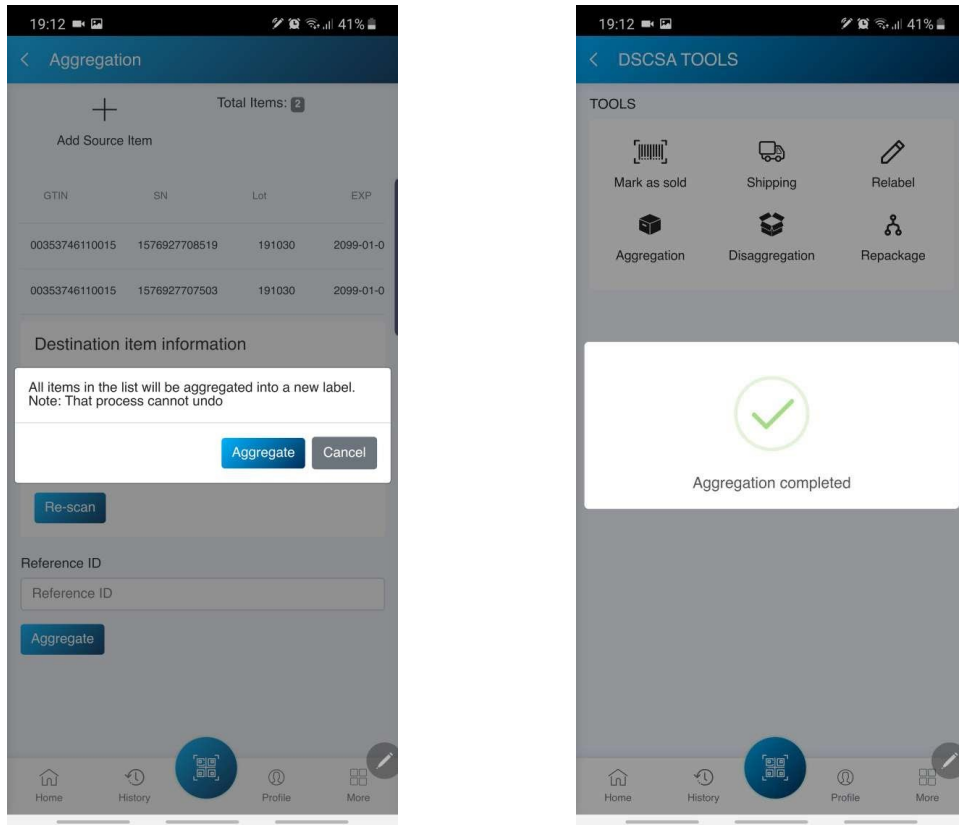 19:12
41%
Aggregation
Total Items: 2
Add Source Item
GTIN SN Lot EXP
00353746110015 1576927708519 191030 2099-01-0
00353746110015 1576927707503 191030 2099-01-0
Destination item information
All items in the list will be aggregated into a new label.
Note: That process cannot undo
Aggregate Cancel
Re-scan
Reference ID
Reference ID
Aggregate
Home History Profile More
19:12
41%
DSCSA TOOLS
TOOLS
Mark as sold Shipping Relabel
Aggregation Disaggregation Repackage
Aggregation completed
Home History Profile More